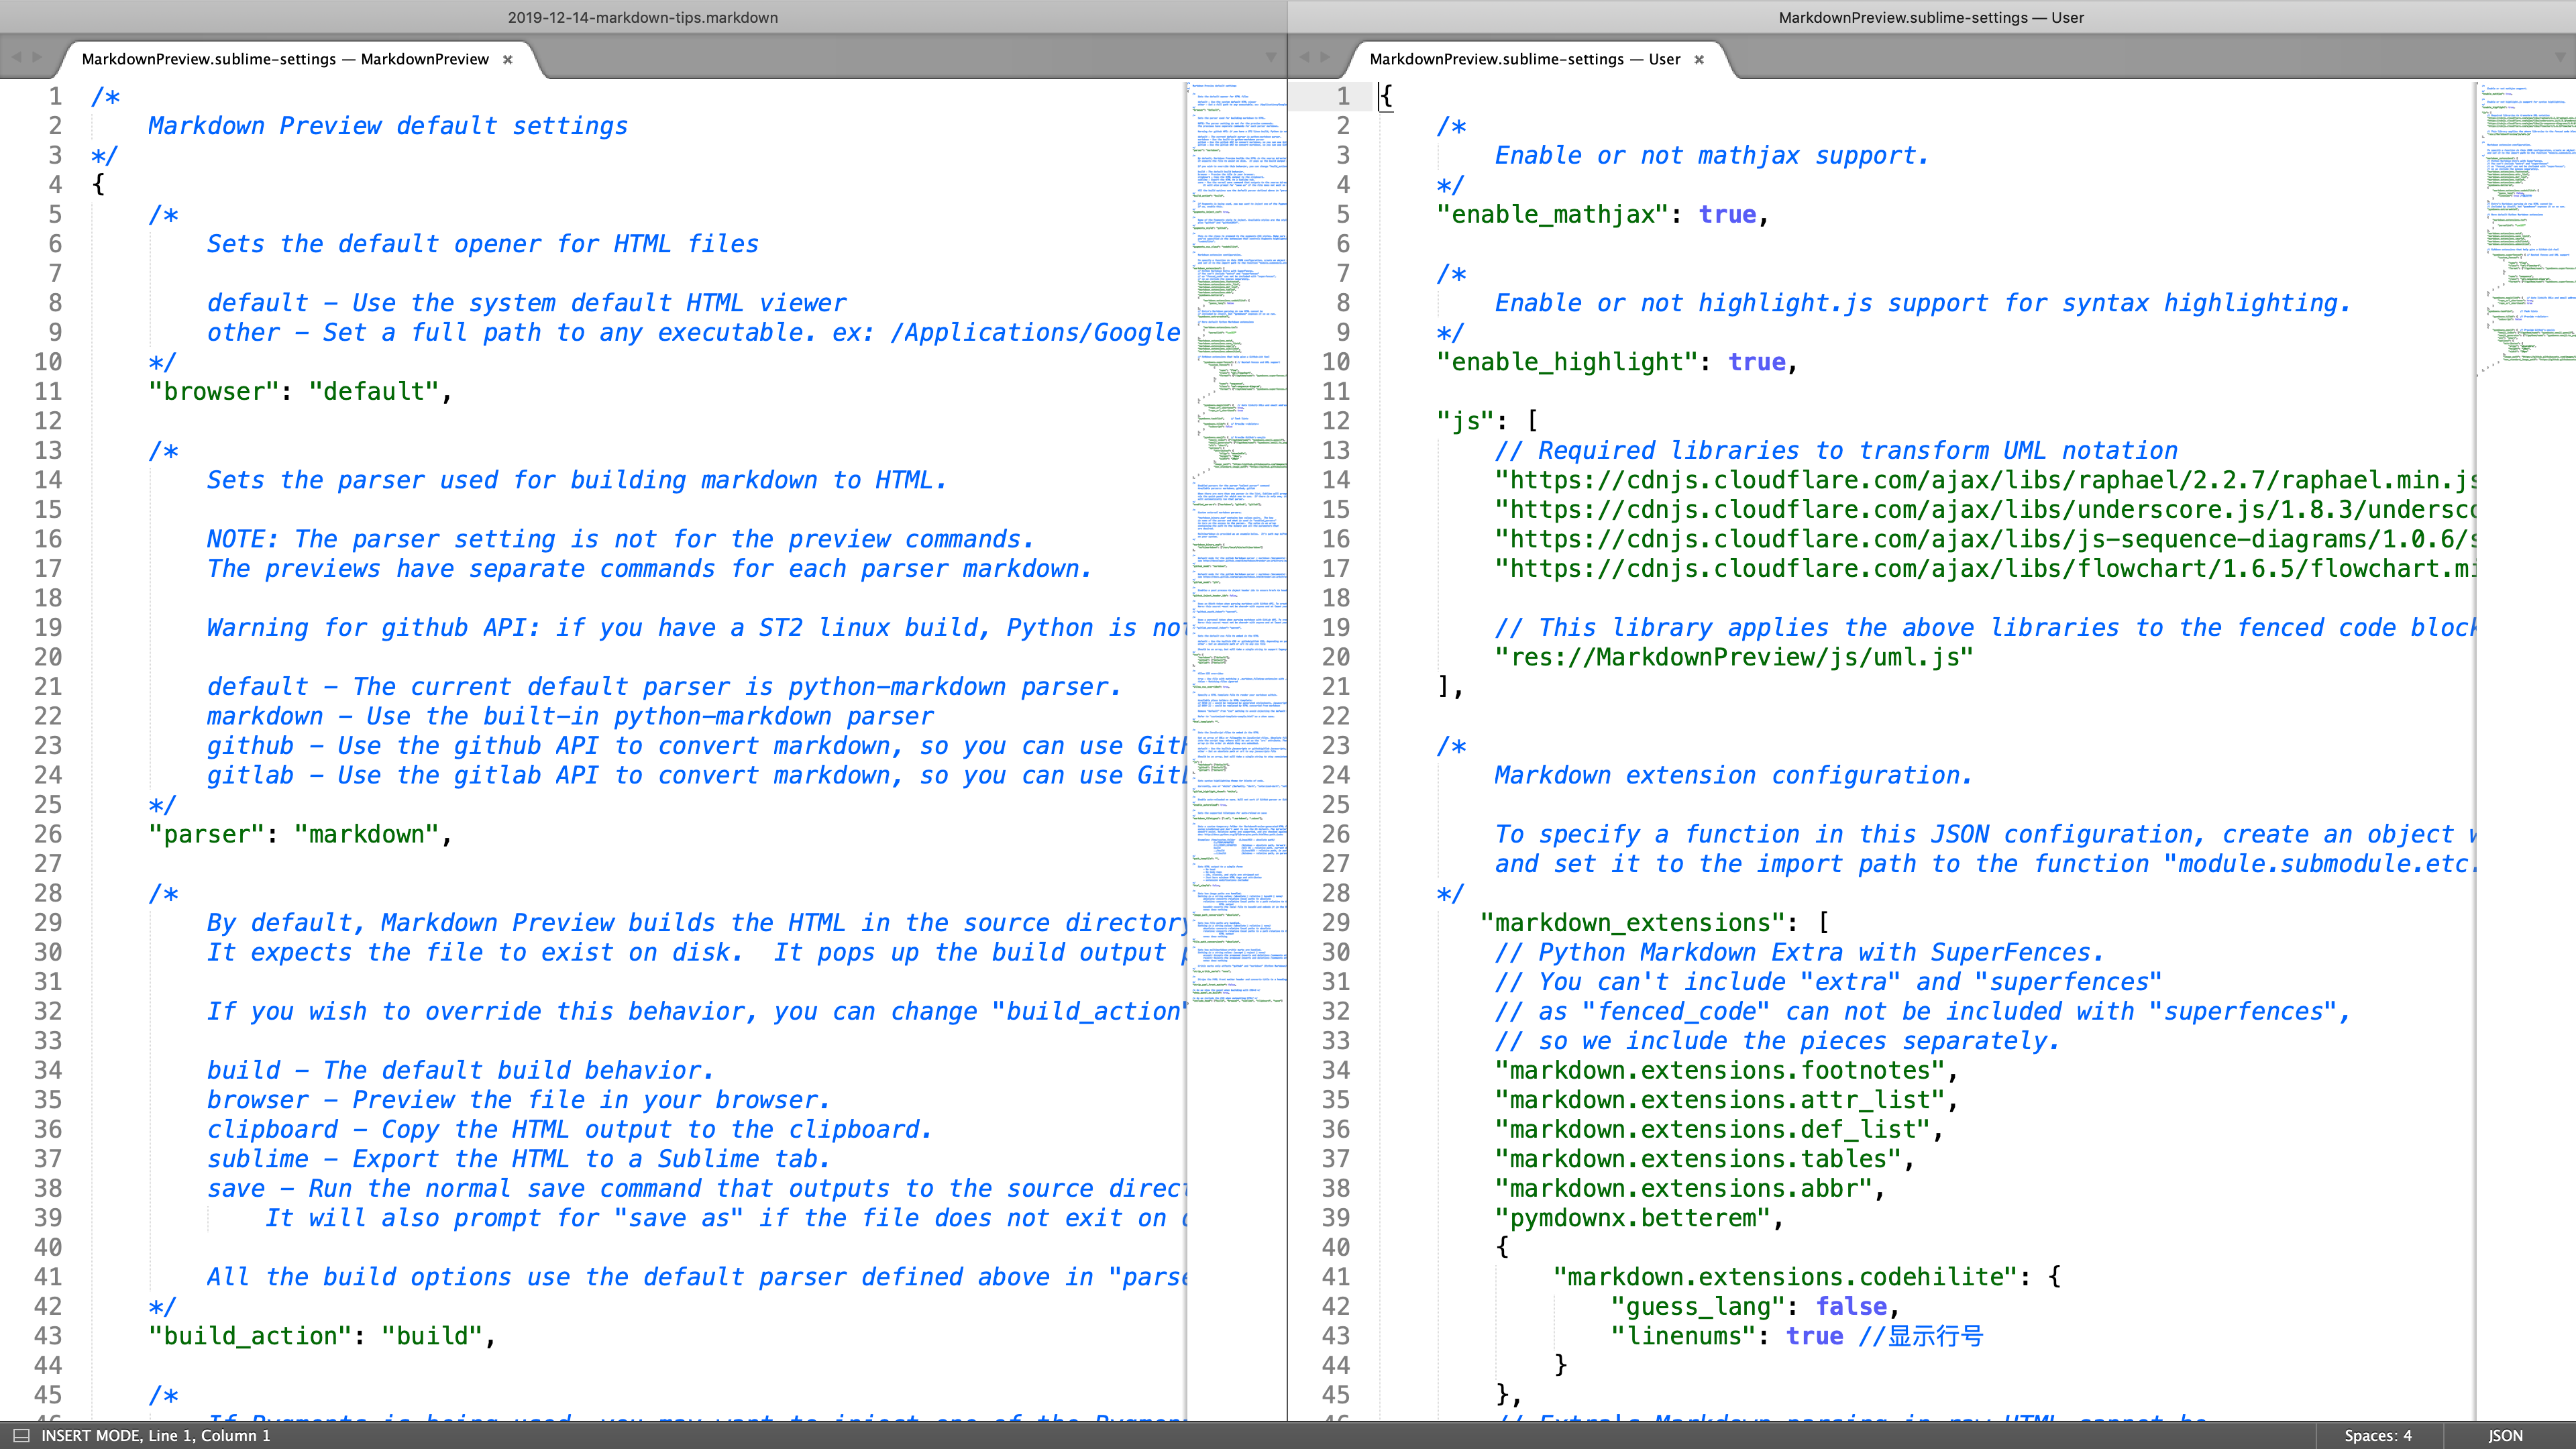 2019-12-14-markdown-tips.markdown
MarkdownPreview.sublime-settings — MarkdownPreview ×
1 /*
2 Markdown Preview default settings
3 */
4 {
5 /*
6 Sets the default opener for HTML files
7
8 default - Use the system default HTML viewer
9 other - Set a full path to any executable. ex: /Applications/Google
10 */
11 "browser": "default",
12
13 /*
14 Sets the parser used for building markdown to HTML.
15
16 NOTE: The parser setting is not for the preview commands.
17 The previews have separate commands for each parser markdown.
18
19 Warning for github API: if you have a ST2 linux build, Python is not
20
21 default - The current default parser is python-markdown parser.
22 markdown - Use the built-in python-markdown parser
23 github - Use the github API to convert markdown, so you can use Git
24 gitlab - Use the gitlab API to convert markdown, so you can use Git
25 */
26 "parser": "markdown",
27
28 /*
29 By default, Markdown Preview builds the HTML in the source directory
30 It expects the file to exist on disk.  It pops up the build output
31
32 If you wish to override this behavior, you can change "build_action"
33
34 build - The default build behavior.
35 browser - Preview the file in your browser.
36 clipboard - Copy the HTML output to the clipboard.
37 sublime - Export the HTML to a Sublime tab.
38 save - Run the normal save command that outputs to the source direct
39 It will also prompt for "save as" if the file does not exit on
40
41 All the build options use the default parser defined above in "parse
42 */
43 "build_action": "build",
44
45 /*
MarkdownPreview.sublime-settings — User
MarkdownPreview.sublime-settings — User ×
1 {
2 /*
3 Enable or not mathjax support.
4 */
5 "enable_mathjax": true,
6
7 /*
8 Enable or not highlight.js support for syntax highlighting.
9 */
10 "enable_highlight": true,
11
12 "js": [
13 // Required libraries to transform UML notation
14 "https://cdnjs.cloudflare.com/ajax/libs/raphael/2.2.7/raphael.min.js
15 "https://cdnjs.cloudflare.com/ajax/libs/underscore.js/1.8.3/undersco
16 "https://cdnjs.cloudflare.com/ajax/libs/js-sequence-diagrams/1.0.6/s
17 "https://cdnjs.cloudflare.com/ajax/libs/flowchart/1.6.5/flowchart.mi
18
19 // This library applies the above libraries to the fenced code block
20 "res://MarkdownPreview/js/uml.js"
21 ],
22
23 /*
24 Markdown extension configuration.
25
26 To specify a function in this JSON configuration, create an object w
27 and set it to the import path to the function "module.submodule.etc.
28 */
29 "markdown_extensions": [
30 // Python Markdown Extra with SuperFences.
31 // You can't include "extra" and "superfences"
32 // as "fenced_code" can not be included with "superfences",
33 // so we include the pieces separately.
34 "markdown.extensions.footnotes",
35 "markdown.extensions.attr_list",
36 "markdown.extensions.def_list",
37 "markdown.extensions.tables",
38 "markdown.extensions.abbr",
39 "pymdownx.betterem",
40 {
41 "markdown.extensions.codehilite": {
42 "guess_lang": false,
43 "linenums": true //显示行号
44 }
45 },
INSERT MODE, Line 1, Column 1
Spaces: 4
JSON